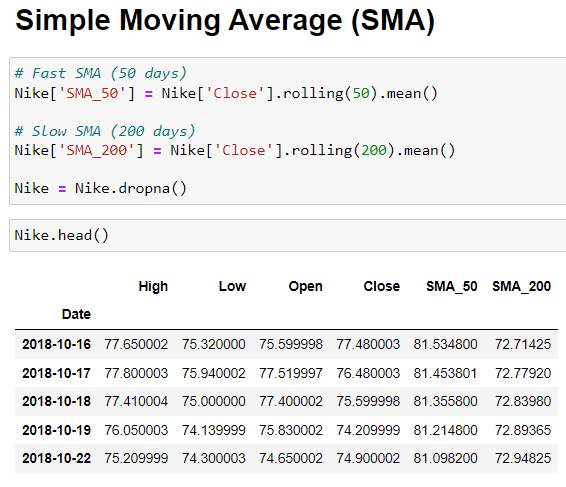 Simple Moving Average (SMA)
# Fast SMA (50 days)
Nike['SMA_50'] = Nike['Close'].rolling(50).mean()
# Slow SMA (200 days)
Nike['SMA_200'] = Nike['Close'].rolling(200).mean()
Nike = Nike.dropna()
Nike.head()
High Low Open Close SMA_50 SMA_200
Date
2018-10-16 77.650002 75.320000 75.599998 77.480003 81.534800 72.71425
2018-10-17 77.800003 75.940002 77.519997 76.480003 81.453801 72.77920
2018-10-18 77.410004 75.000000 77.400002 75.599998 81.355800 72.83980
2018-10-19 76.050003 74.139999 75.830002 74.209999 81.214800 72.89365
2018-10-22 75.209999 74.300003 74.650002 74.900002 81.098200 72.94825